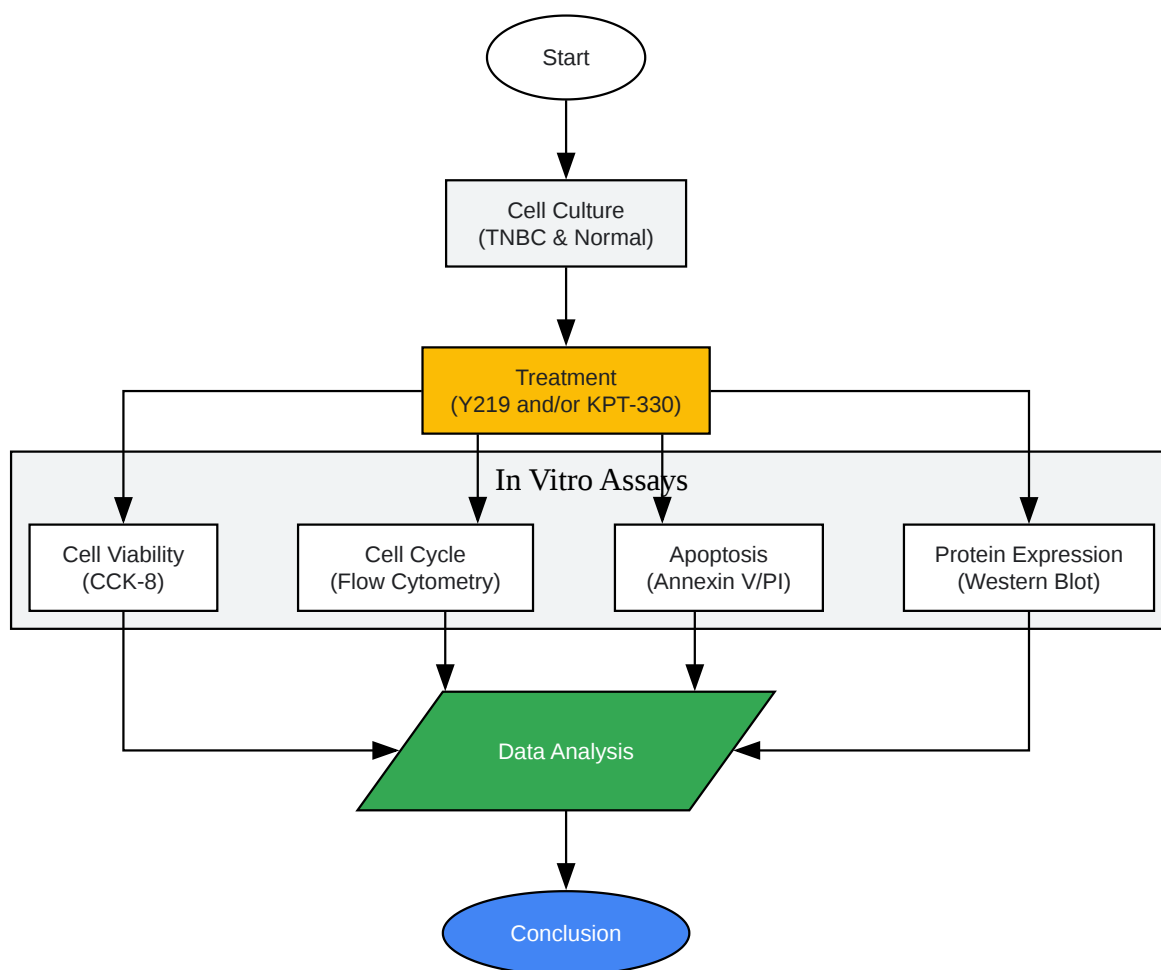 Start
Cell Culture
(TNBC & Normal)
Treatment
(Y219 and/or KPT-330)
In Vitro Assays
Cell Viability
(CCK-8)
Cell Cycle
(Flow Cytometry)
Apoptosis
(Annexin V/PI)
Protein Expression
(Western Blot)
Data Analysis
Conclusion